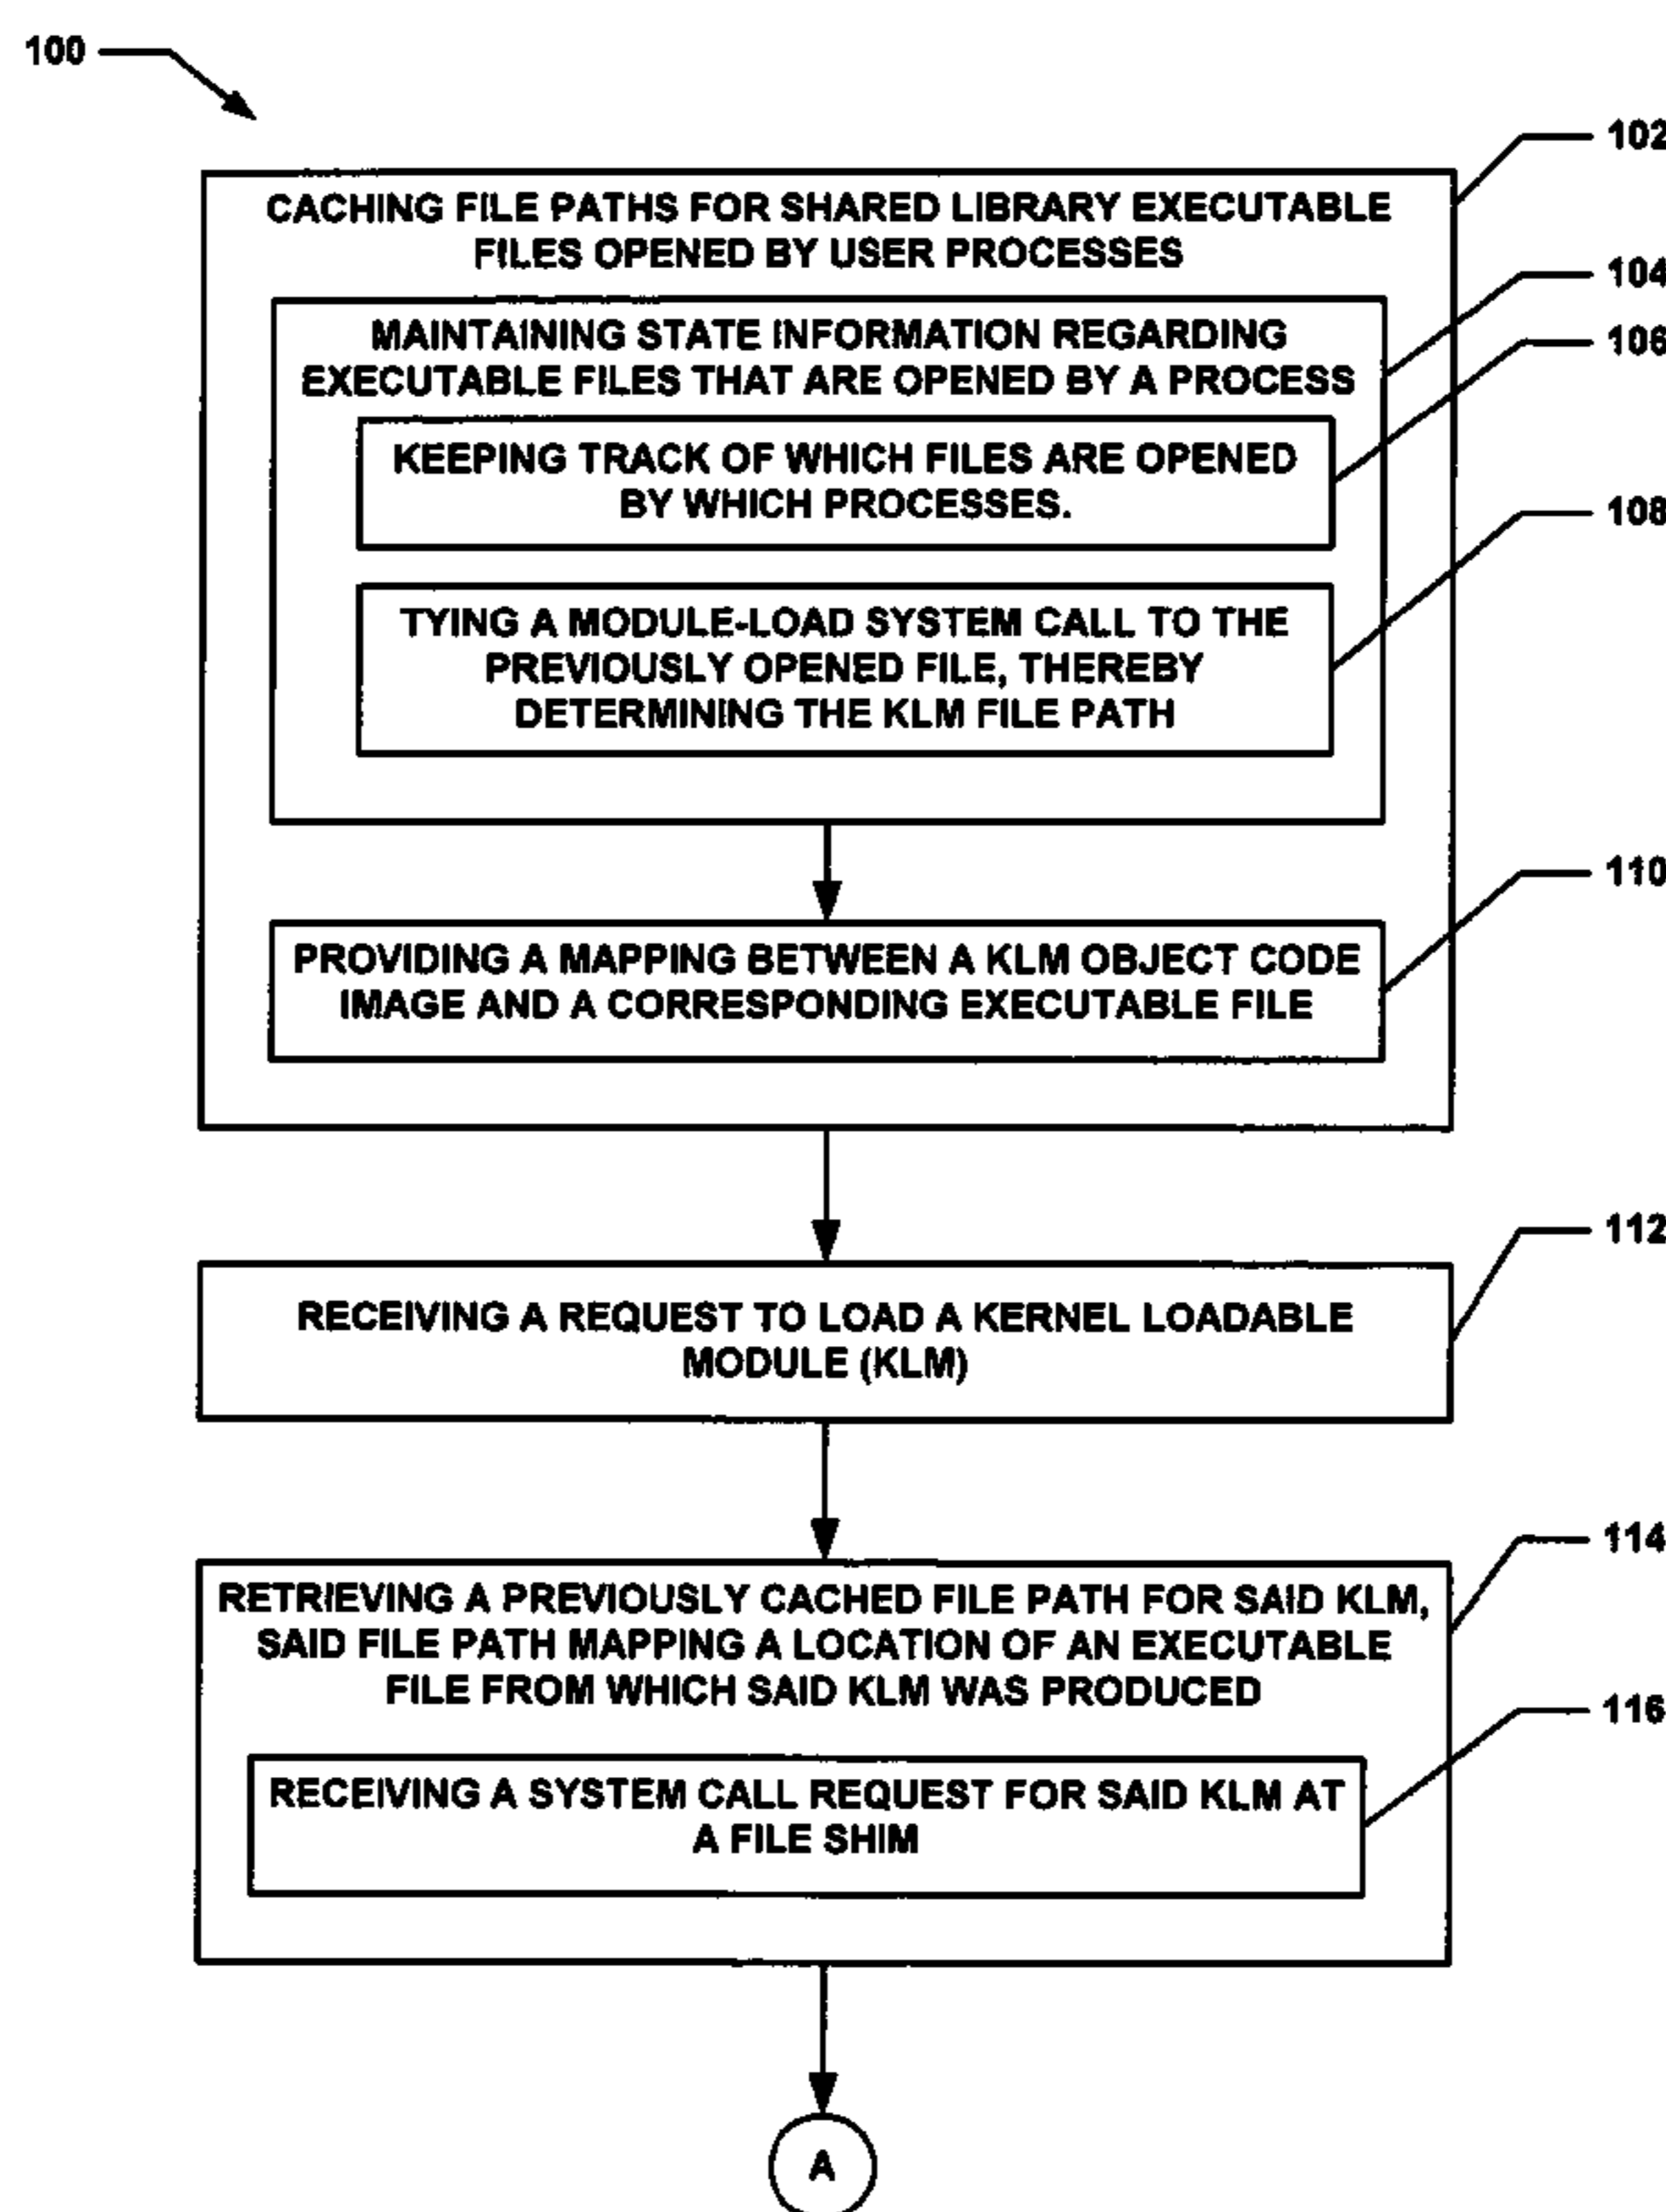 100
102
CACHING FILE PATHS FOR SHARED LIBRARY EXECUTABLE
FILES OPENED BY USER PROCESSES
104
MAINTAINING STATE INFORMATION REGARDING
EXECUTABLE FILES THAT ARE OPENED BY A PROCESS
106
KEEPING TRACK OF WHICH FILES ARE OPENED
BY WHICH PROCESSES.
108
TYING A MODULE-LOAD SYSTEM CALL TO THE
PREVIOUSLY OPENED FILE, THEREBY
DETERMINING THE KLM FILE PATH
110
PROVIDING A MAPPING BETWEEN A KLM OBJECT CODE
IMAGE AND A CORRESPONDING EXECUTABLE FILE
112
RECEIVING A REQUEST TO LOAD A KERNEL LOADABLE
MODULE (KLM)
114
RETRIEVING A PREVIOUSLY CACHED FILE PATH FOR SAID KLM,
SAID FILE PATH MAPPING A LOCATION OF AN EXECUTABLE
FILE FROM WHICH SAID KLM WAS PRODUCED
116
RECEIVING A SYSTEM CALL REQUEST FOR SAID KLM AT
A FILE SHIM
A